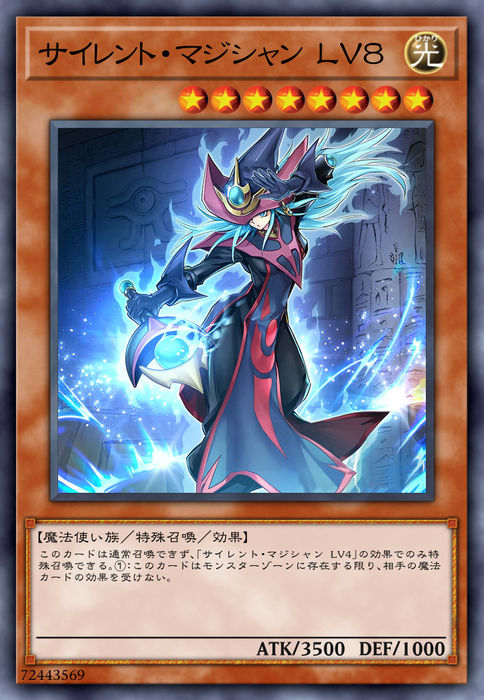 サイレント・マジシャン LV8
ひかり
光
【魔法使い族／特殊召喚／効果】
このカードは通常召喚できず、「サイレント・マジシャン LV4」の効果でのみ特
殊召喚できる。①：このカードはモンスターゾーンに存在する限り、相手の魔法
カードの効果を受けない。
ATK/3500 DEF/1000
72443569